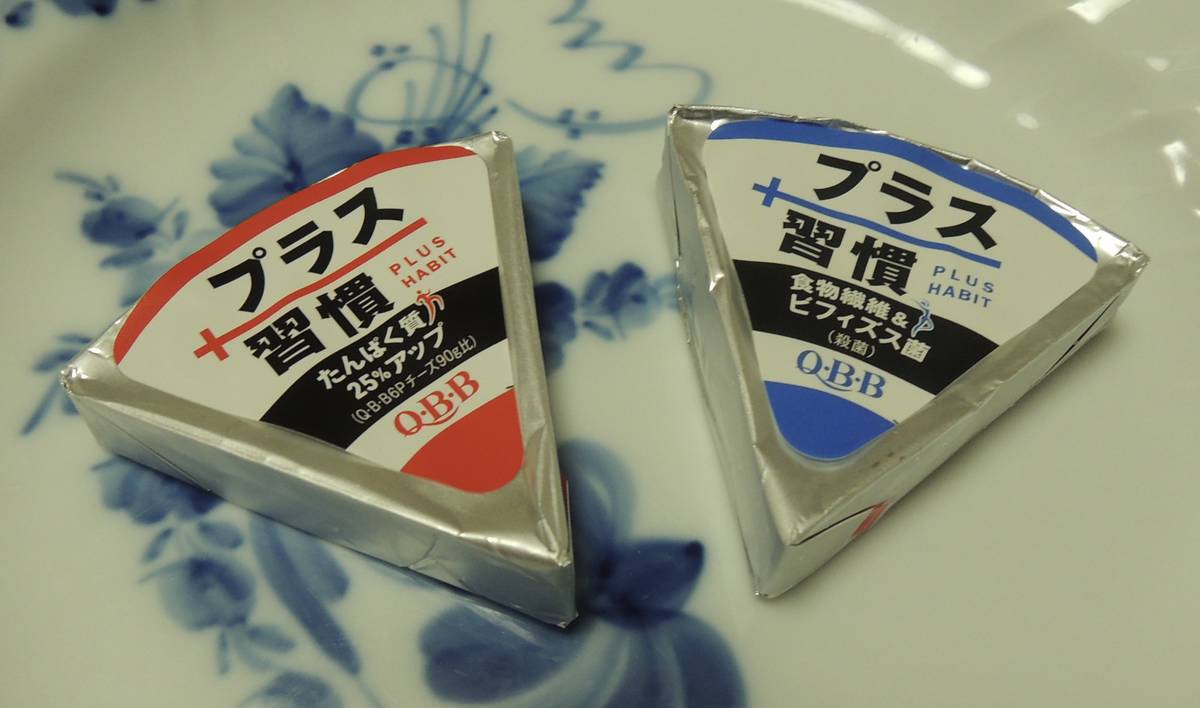 プラス
+習慣
PLUS
HABIT
たんぱく質
25%アップ
(Q・B・B6Pチーズ90g比)
Q・B・B
プラス
+習慣
PLUS
HABIT
食物繊維&
ビフィズス菌
(殺菌)
Q・B・B